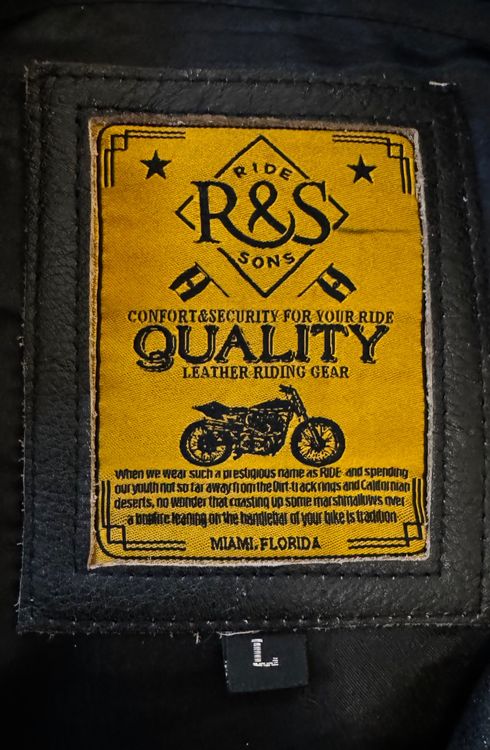 RIDE
R&S
SONS
CONFORT&SECURITY FOR YOUR RIDE
QUALITY
LEATHER RIDING GEAR
When we wear such a prestigious name as RIDE and spending
our youth not so far away from the Dirt-track rings and Californian
deserts, no wonder that roasting up some marshmallows over
a bonfire leaning on the handlebar of your bike is tradition
MIAMI, FLORIDA
L